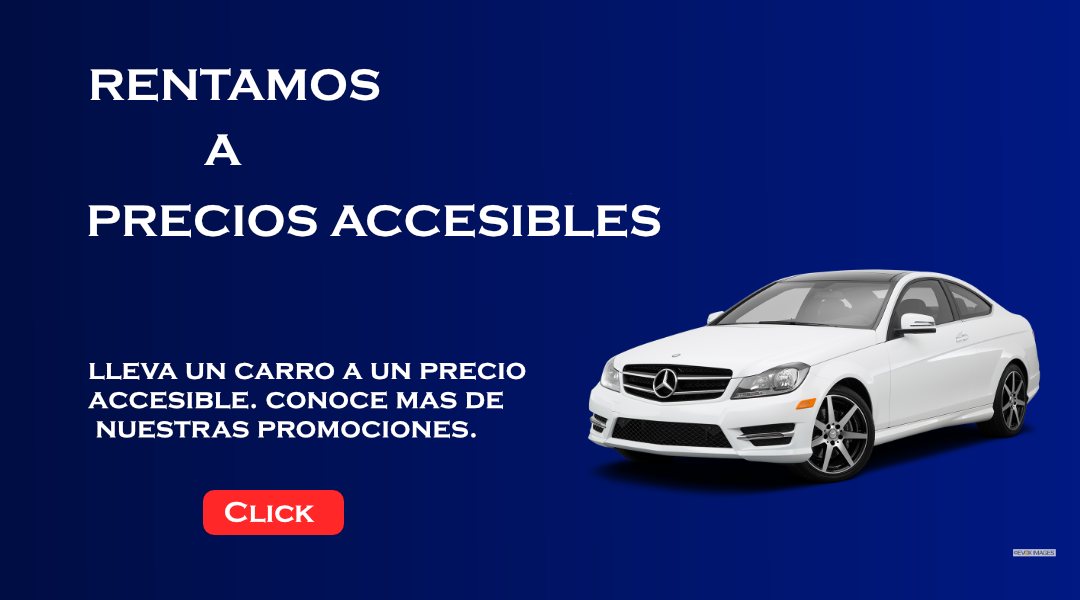 RENTAMOS
A
PRECIOS ACCESIBLES
LLEVA UN CARRO A UN PRECIO
ACCESIBLE. CONOCE MAS DE
NUESTRAS PROMOCIONES.
CLICK
©EVOX IMAGES